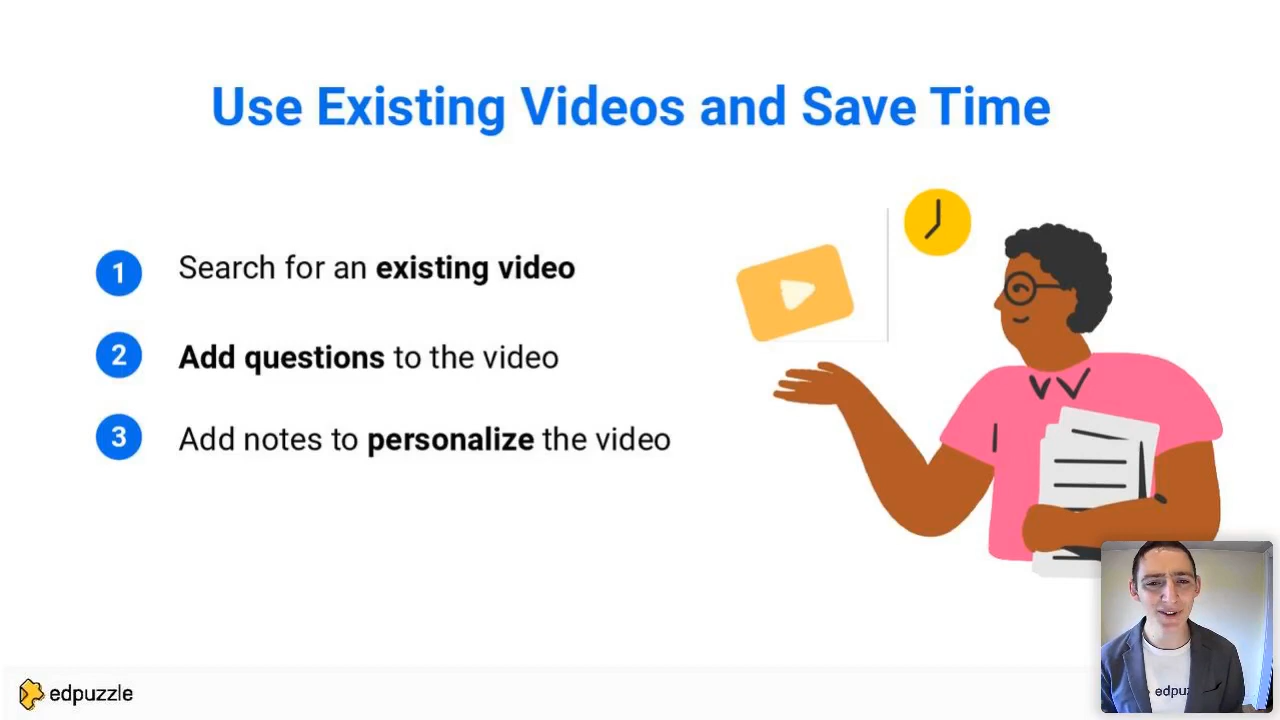 Use Existing Videos and Save Time
1 Search for an existing video
2 Add questions to the video
3 Add notes to personalize the video
edpuzzle